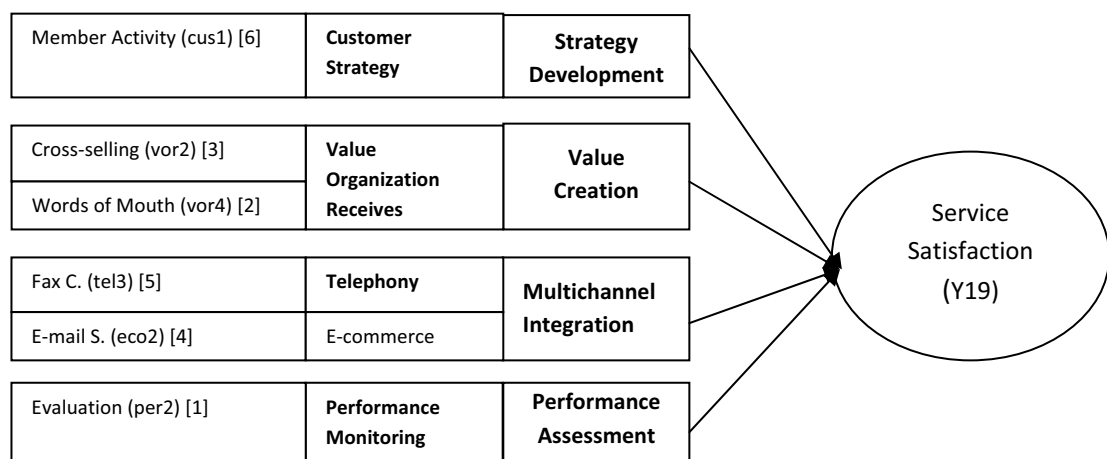 Member Activity (cus1) [6]
Customer
Strategy
Strategy
Development
Cross-selling (vor2) [3]
Words of Mouth (vor4) [2]
Value
Organization
Receives
Value
Creation
Fax C. (tel3) [5]
Telephony
E-mail S. (eco2) [4]
E-commerce
Multichannel
Integration
Evaluation (per2) [1]
Performance
Monitoring
Performance
Assessment
Service
Satisfaction
(Y19)